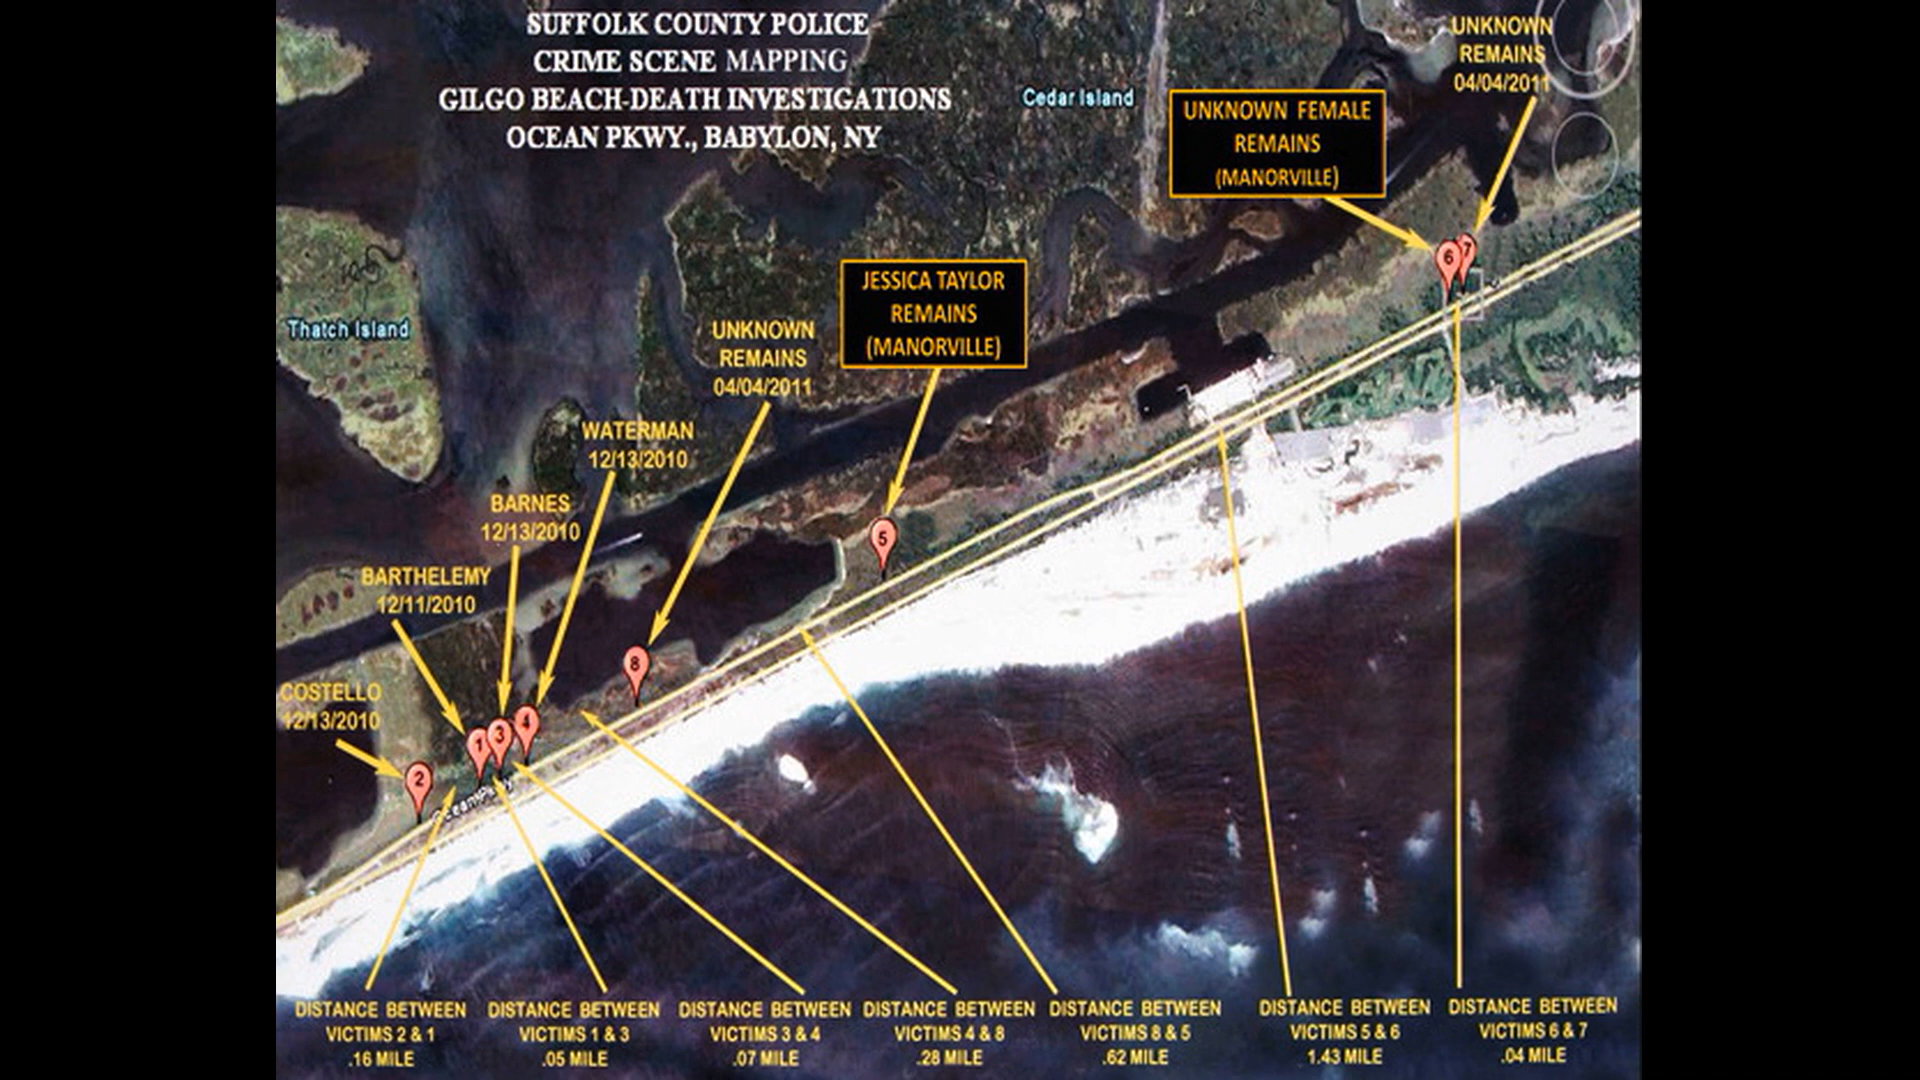 SUFFOLK COUNTY POLICE
CRIME SCENE MAPPING
GILGO BEACH-DEATH INVESTIGATIONS
OCEAN PKWY., BABYLON, NY
UNKNOWN
REMAINS
04/04/2011
Cedar Island
UNKNOWN FEMALE
REMAINS
(MANORVILLE)
6
7
JESSICA TAYLOR
REMAINS
(MANORVILLE)
Thatch Island
UNKNOWN
REMAINS
04/04/2011
WATERMAN
12/13/2010
BARNES
12/13/2010
5
BARTHELEMY
12/11/2010
8
COSTELLO
12/13/2010
4
3
1
2
Ocean Pkwy
DISTANCE BETWEEN
VICTIMS 2 & 1
.16 MILE
DISTANCE BETWEEN
VICTIMS 1 & 3
.05 MILE
DISTANCE BETWEEN
VICTIMS 3 & 4
.07 MILE
DISTANCE BETWEEN
VICTIMS 4 & 8
.28 MILE
DISTANCE BETWEEN
VICTIMS 8 & 5
.62 MILE
DISTANCE BETWEEN
VICTIMS 5 & 6
1.43 MILE
DISTANCE BETWEEN
VICTIMS 6 & 7
.04 MILE